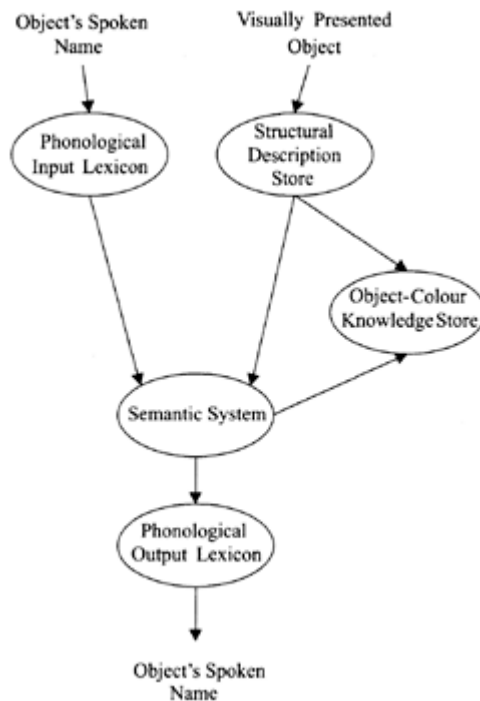 Object's Spoken
Name
Visually Presented
Object
Phonological
Input Lexicon
Structural
Description
Store
Object-Colour
Knowledge Store
Semantic System
Phonological
Output Lexicon
Object's Spoken
Name